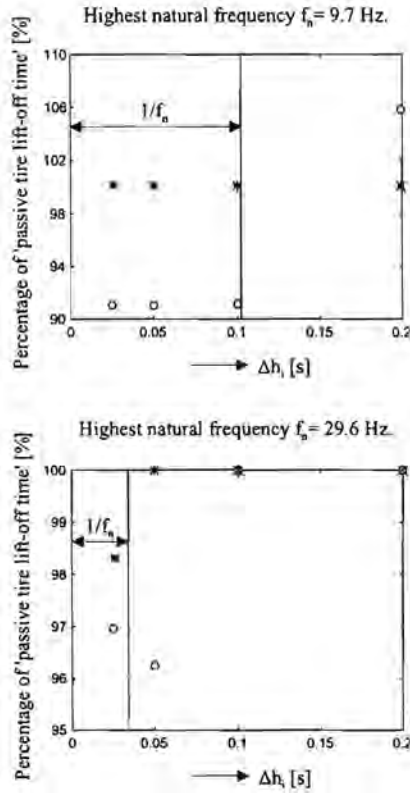 Highest natural frequency fₙ= 9.7 Hz.
Percentage of 'passive tire lift-off time' [%]
110
106
102
98
94
90
1/fₙ
0 0.05 0.1 0.15 0.2
Δhᵢ [s]
Highest natural frequency fₙ= 29.6 Hz.
Percentage of 'passive tire lift-off time' [%]
100
99
98
97
96
95
1/fₙ
0 0.05 0.1 0.15 0.2
Δhᵢ [s]